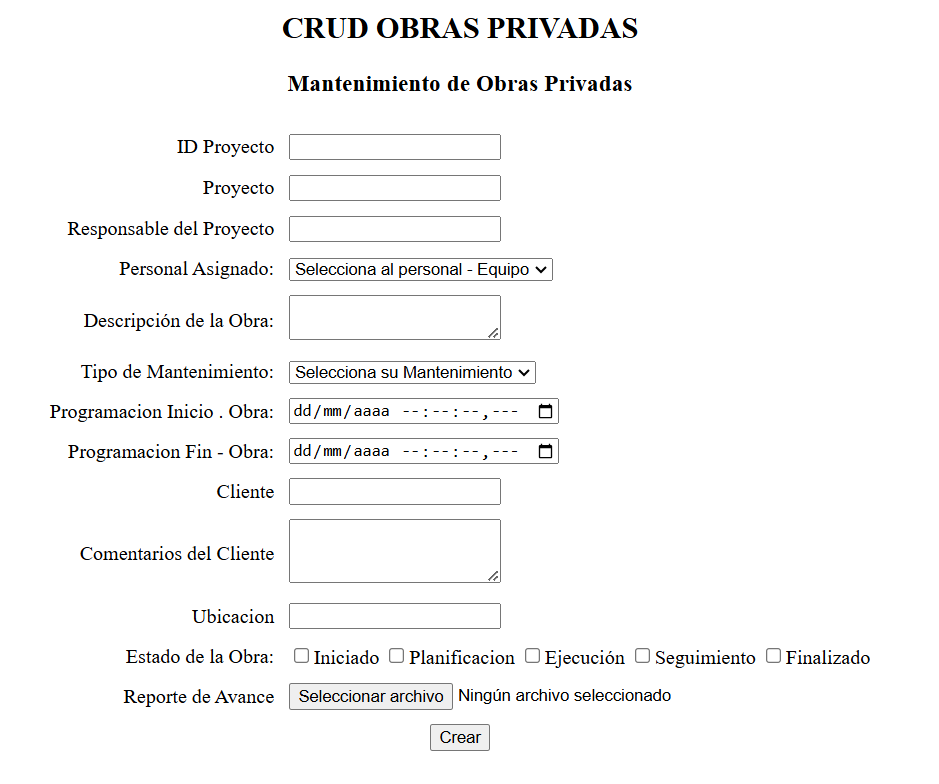 CRUD OBRAS PRIVADAS
Mantenimiento de Obras Privadas
ID Proyecto
Proyecto
Responsable del Proyecto
Personal Asignado: Selecciona al personal - Equipo
Descripción de la Obra:
Tipo de Mantenimiento: Selecciona su Mantenimiento
Programacion Inicio . Obra: dd/mm/aaaa --:--:--,---
Programacion Fin - Obra: dd/mm/aaaa --:--:--,---
Cliente
Comentarios del Cliente
Ubicacion
Estado de la Obra: Iniciado Planificacion Ejecución Seguimiento Finalizado
Reporte de Avance Seleccionar archivo Ningún archivo seleccionado
Crear